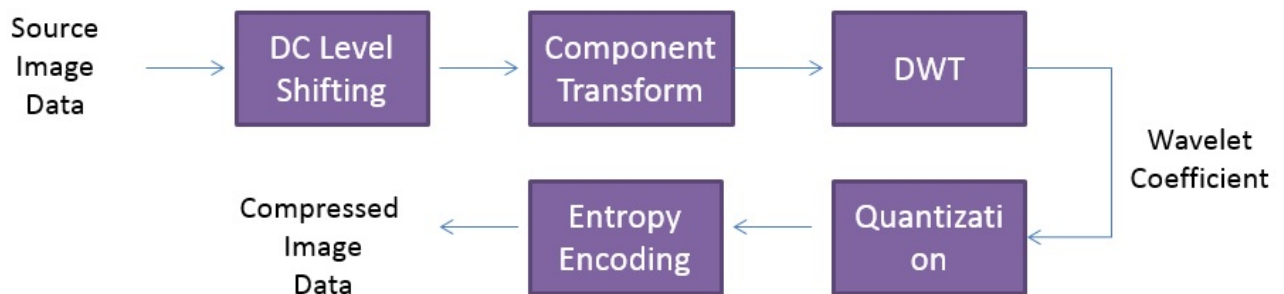 Source
Image
Data
DC Level
Shifting
Component
Transform
DWT
Wavelet
Coefficient
Quantizati
on
Entropy
Encoding
Compressed
Image
Data